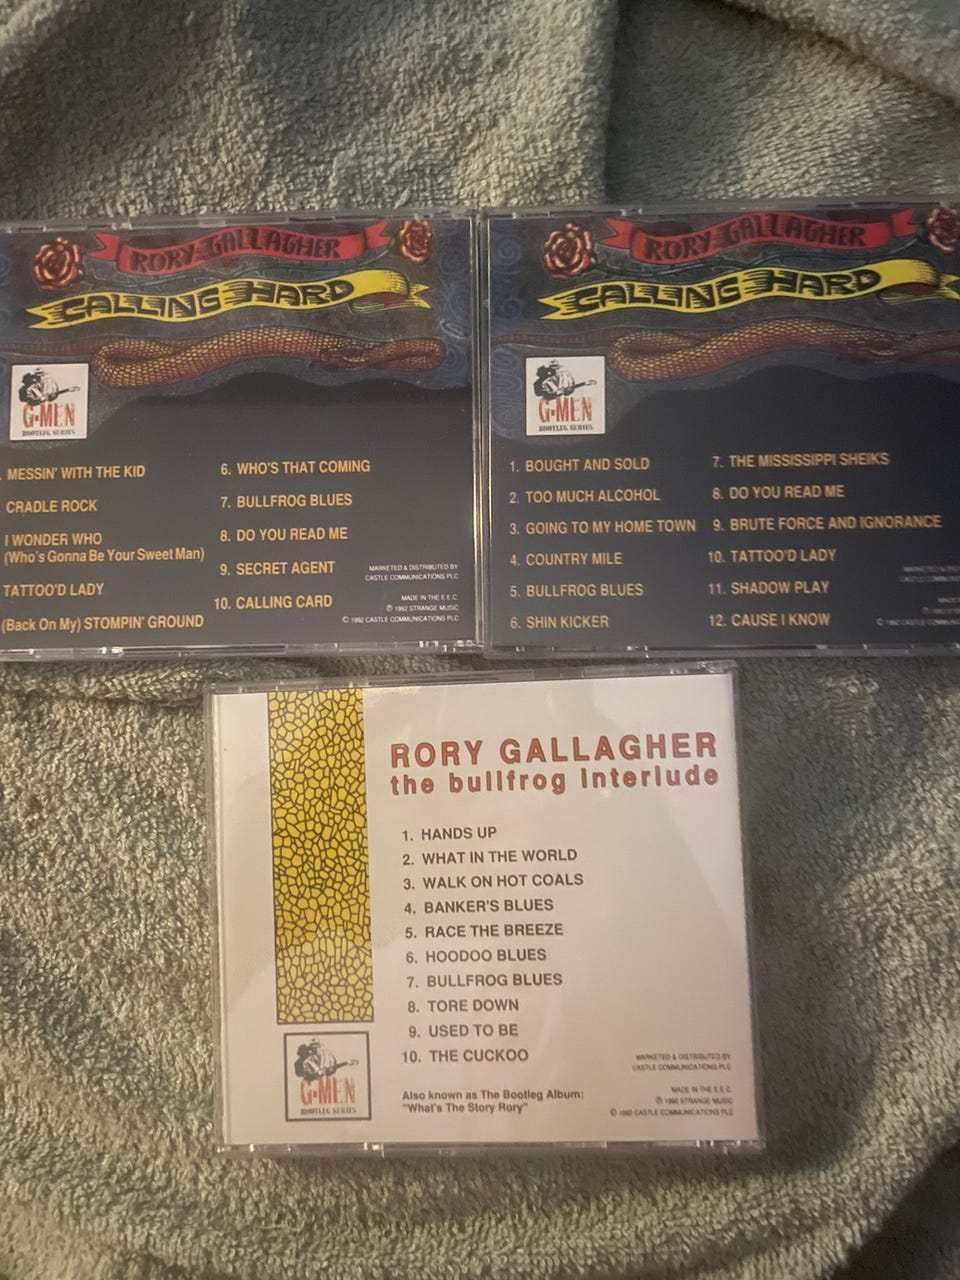 RORY GALLAGHER
CALLING HARD
G-MEN
BOOTLEG SERIES
MESSIN' WITH THE KID
CRADLE ROCK
I WONDER WHO
(Who's Gonna Be Your Sweet Man)
TATTOO'D LADY
(Back On My) STOMPIN' GROUND
6. WHO'S THAT COMING
7. BULLFROG BLUES
8. DO YOU READ ME
9. SECRET AGENT
10. CALLING CARD
MARKETED & DISTRIBUTED BY
CASTLE COMMUNICATIONS PLC
MADE IN THE E.E.C.
℗ 1992 STRANGE MUSIC
© 1992 CASTLE COMMUNICATIONS PLC
RORY GALLAGHER
CALLING HARD
G-MEN
BOOTLEG SERIES
1. BOUGHT AND SOLD
2. TOO MUCH ALCOHOL
3. GOING TO MY HOME TOWN
4. COUNTRY MILE
5. BULLFROG BLUES
6. SHIN KICKER
7. THE MISSISSIPPI SHEIKS
8. DO YOU READ ME
9. BRUTE FORCE AND IGNORANCE
10. TATTOO'D LADY
11. SHADOW PLAY
12. CAUSE I KNOW
RORY GALLAGHER
the bullfrog interlude
1. HANDS UP
2. WHAT IN THE WORLD
3. WALK ON HOT COALS
4. BANKER'S BLUES
5. RACE THE BREEZE
6. HOODOO BLUES
7. BULLFROG BLUES
8. TORE DOWN
9. USED TO BE
10. THE CUCKOO
Also known as The Bootleg Album:
"What's The Story Rory"
G-MEN
BOOTLEG SERIES
MARKETED & DISTRIBUTED BY
CASTLE COMMUNICATIONS PLC
MADE IN THE E.E.C.
℗ 1992 STRANGE MUSIC
© 1992 CASTLE COMMUNICATIONS PLC